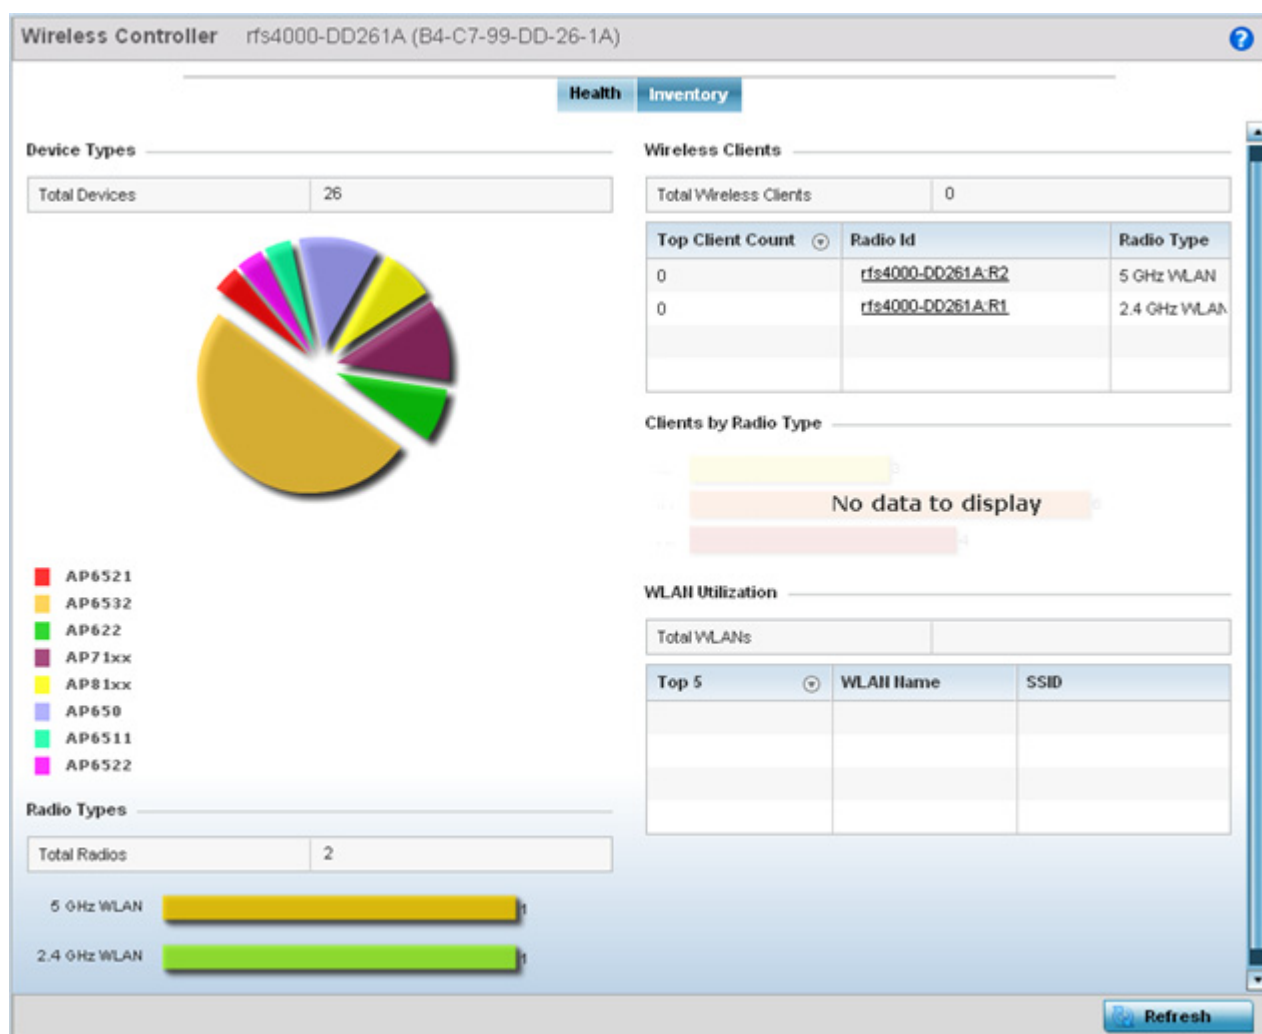 Wireless Controller rfs4000-DD261A (B4-C7-99-DD-26-1A)
?
Health Inventory
Device Types
Total Devices 26
AP6521
AP6532
AP622
AP71xx
AP81xx
AP650
AP6511
AP6522
Radio Types
Total Radios 2
5 GHz WLAN 1
2.4 GHz WLAN 1
Wireless Clients
Total Wireless Clients 0
Top Client Count Radio Id Radio Type
0 rfs4000-DD261A:R2 5 GHz WLAN
0 rfs4000-DD261A:R1 2.4 GHz WLAN
Clients by Radio Type
No data to display
WLAN Utilization
Total WLANs
Top 5 WLAN Name SSID
Refresh